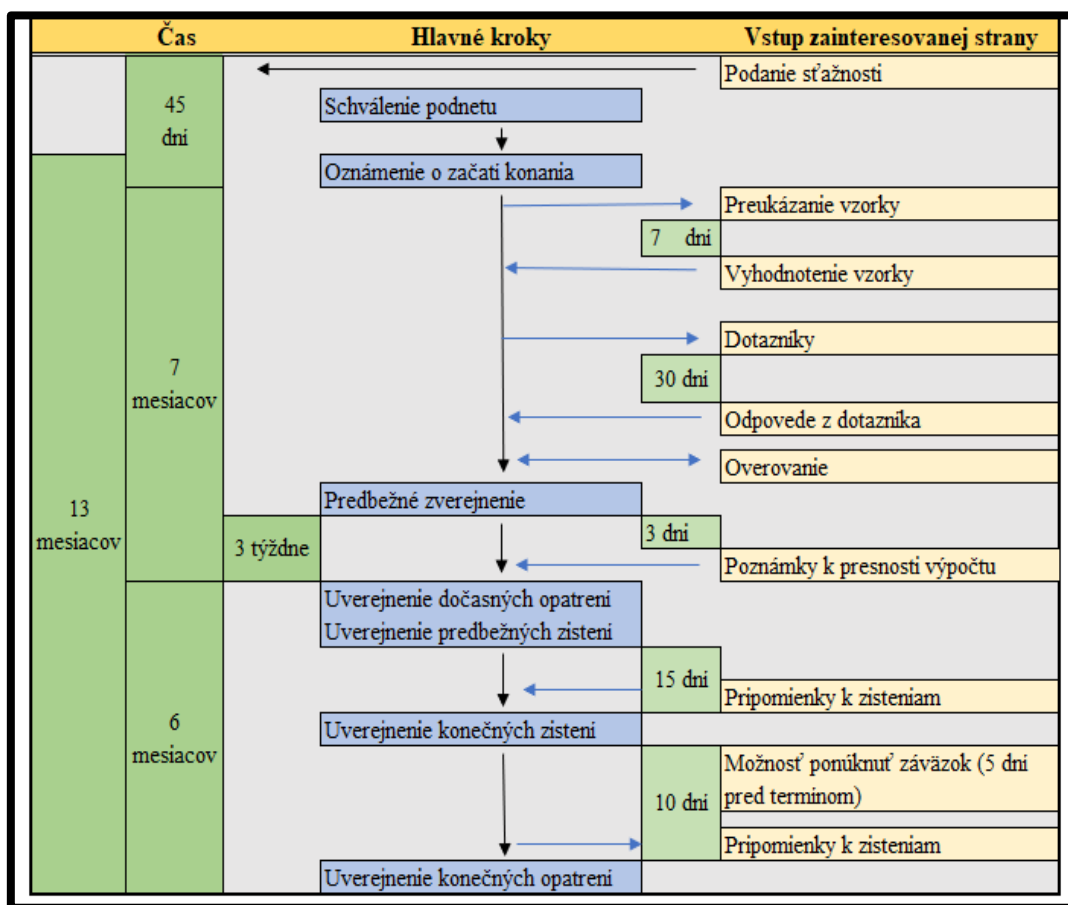 Čas Hlavné kroky Vstup zainteresovanej strany
Podanie sťažnosti
45
dní
Schválenie podnetu
Oznámenie o začatí konania
Preukázanie vzorky
7 dní
Vyhodnotenie vzorky
Dotazníky
7
mesiacov
30 dní
Odpovede z dotazníka
Overovanie
13
mesiacov
Predbežné zverejnenie
3 týždne
3 dní
Poznámky k presnosti výpočtu
Uverejnenie dočasných opatrení
Uverejnenie predbežných zistení
15 dní
Pripomienky k zisteniam
6
mesiacov
Uverejnenie konečných zistení
Možnosť ponúknuť záväzok (5 dní
pred termínom)
10 dní
Pripomienky k zisteniam
Uverejnenie konečných opatrení